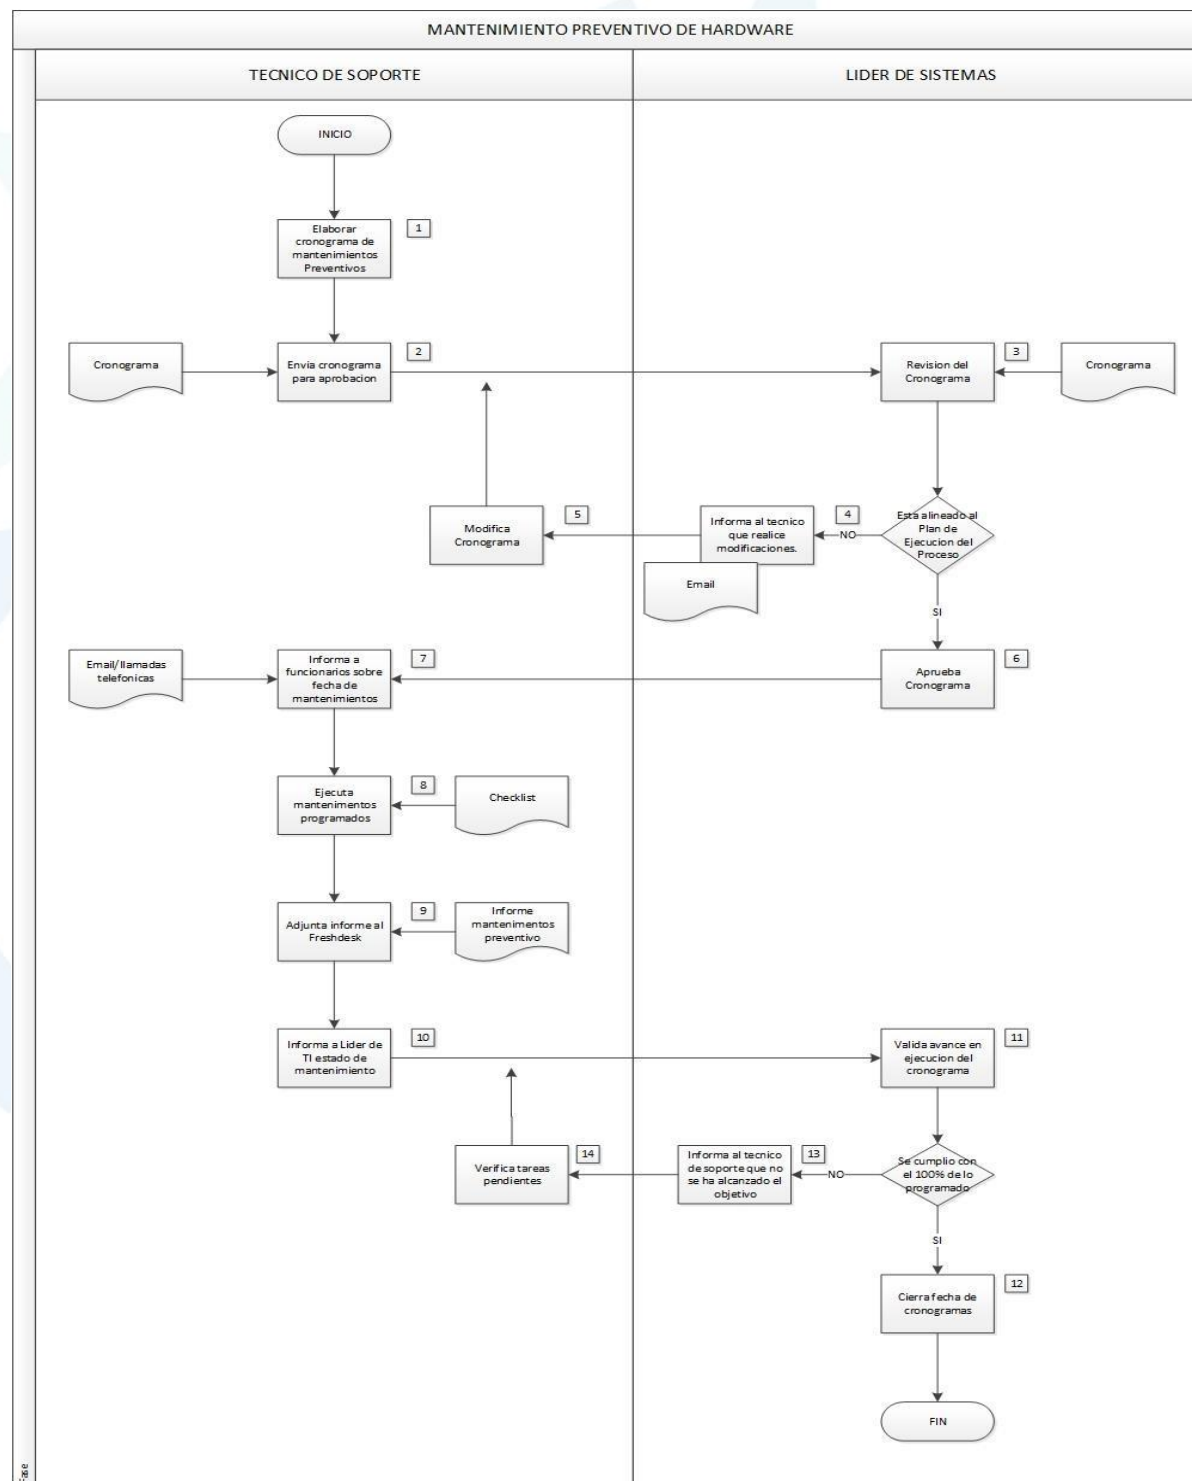 MANTENIMIENTO PREVENTIVO DE HARDWARE
TECNICO DE SOPORTE
LIDER DE SISTEMAS
INICIO
Elaborar
cronograma de
mantenimientos
Preventivos
1
Cronograma
Envia cronograma
para aprobacion
2
Revision del
Cronograma
3
Cronograma
Esta alineado al
Plan de
Ejecucion del
Proceso
NO
Informa al tecnico
que realice
modificaciones.
4
Email
Modifica
Cronograma
5
SI
Aprueba
Cronograma
6
Email/llamadas
telefonicas
Informa a
funcionarios sobre
fecha de
mantenimientos
7
Ejecuta
mantenimentos
programados
8
Checklist
Adjunta informe al
Freshdesk
9
Informe
mantenimentos
preventivo
Informa a Lider de
TI estado de
mantenimiento
10
Valida avance en
ejecucion del
cronograma
11
Se cumplio con
el 100% de lo
programado
NO
Informa al tecnico
de soporte que no
se ha alcanzado el
objetivo
13
Verifica tareas
pendientes
14
SI
Cierra fecha de
cronogramas
12
FIN
Fase